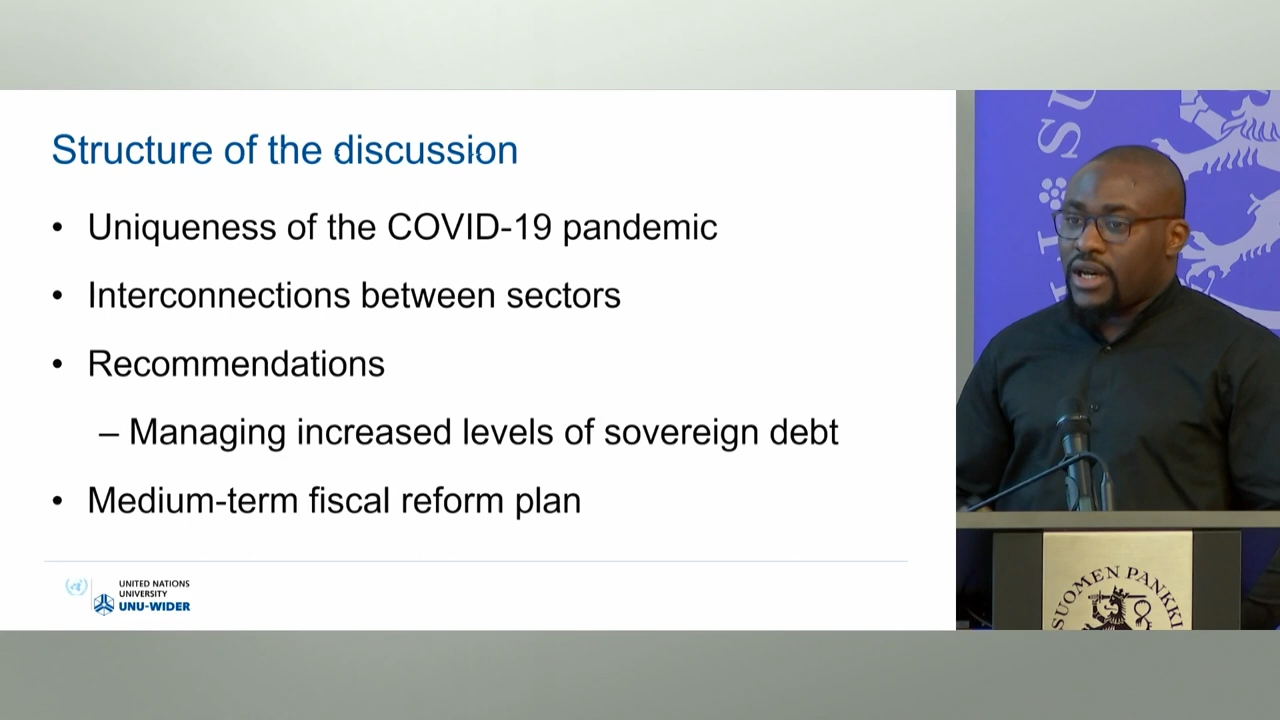 Structure of the discussion
• Uniqueness of the COVID-19 pandemic
• Interconnections between sectors
• Recommendations
– Managing increased levels of sovereign debt
• Medium-term fiscal reform plan
UNITED NATIONS
UNIVERSITY
UNU-WIDER
SUOMEN PANKKI